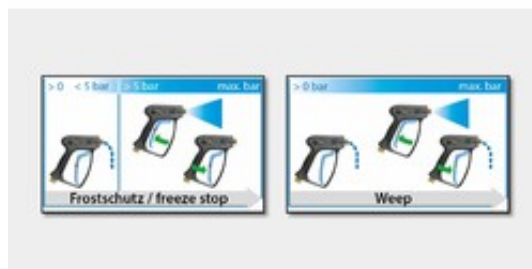 > 0 < 5 bar > 5 bar max. bar
Frostschutz / freeze stop
> 0 bar max. bar
Weep